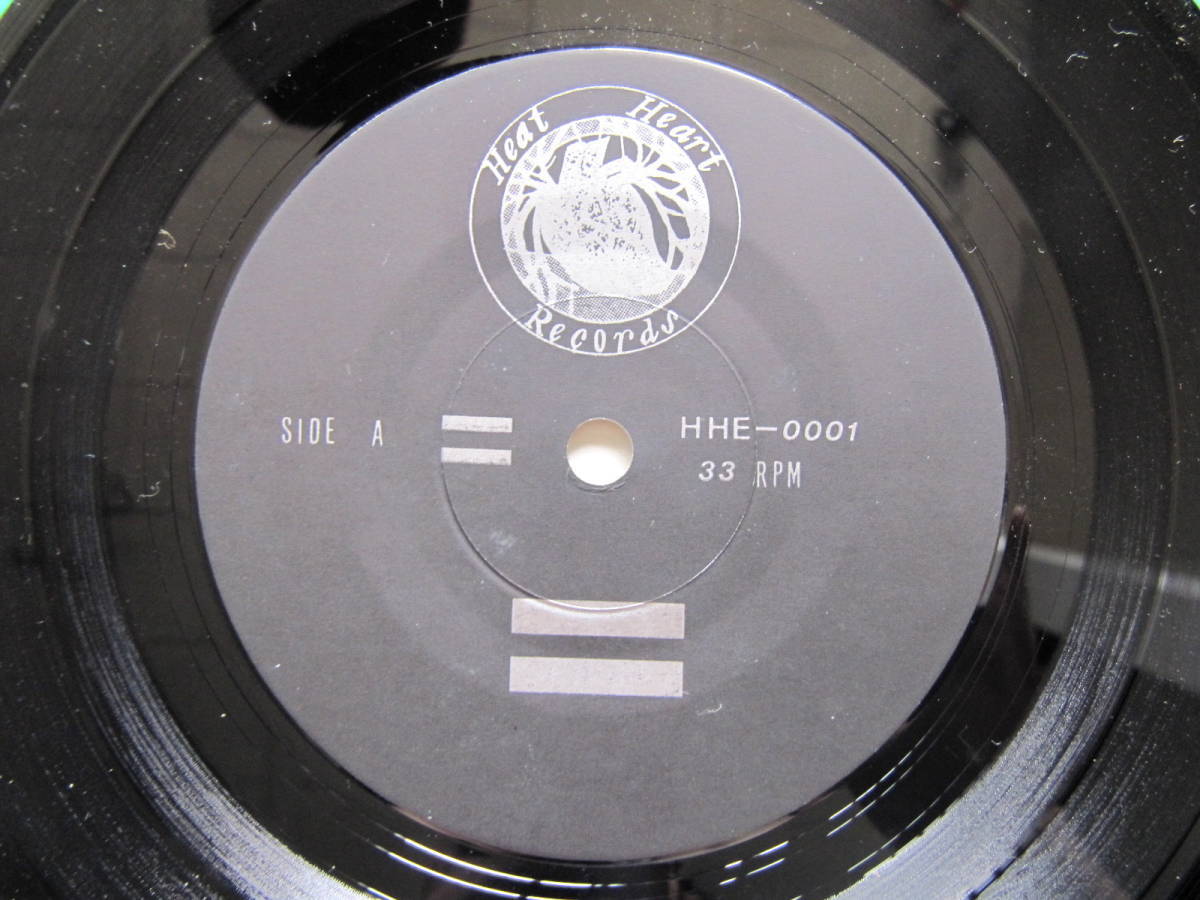 Heat Heart
Records
SIDE A
HHE-0001
33 RPM